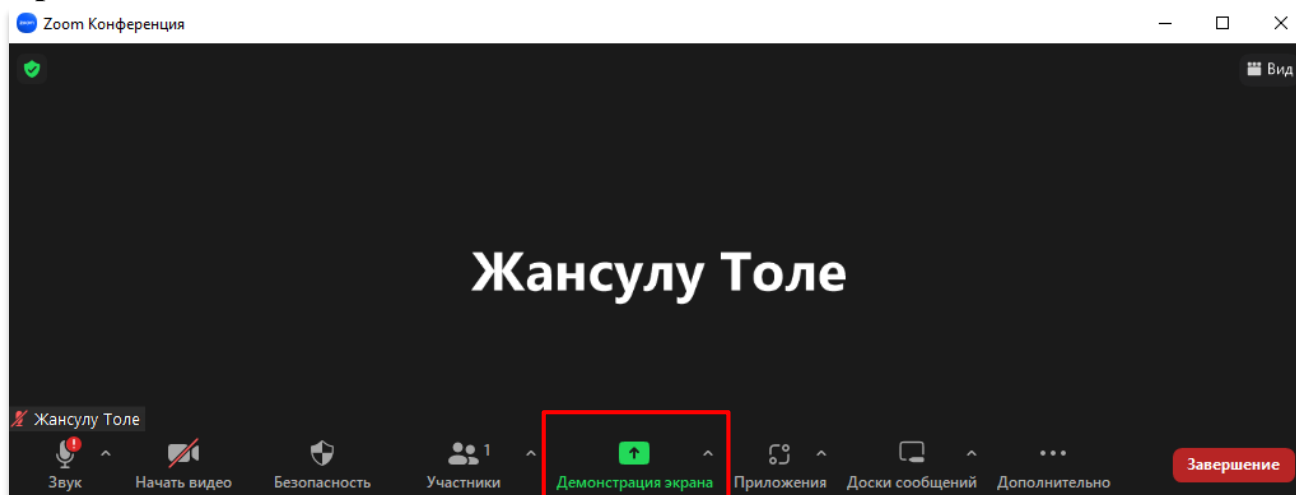 Zoom Конференция
Вид
Жансулу Толе
Жансулу Толе
1
Звук Начать видео Безопасность Участники Демонстрация экрана Приложения Доски сообщений Дополнительно Завершение